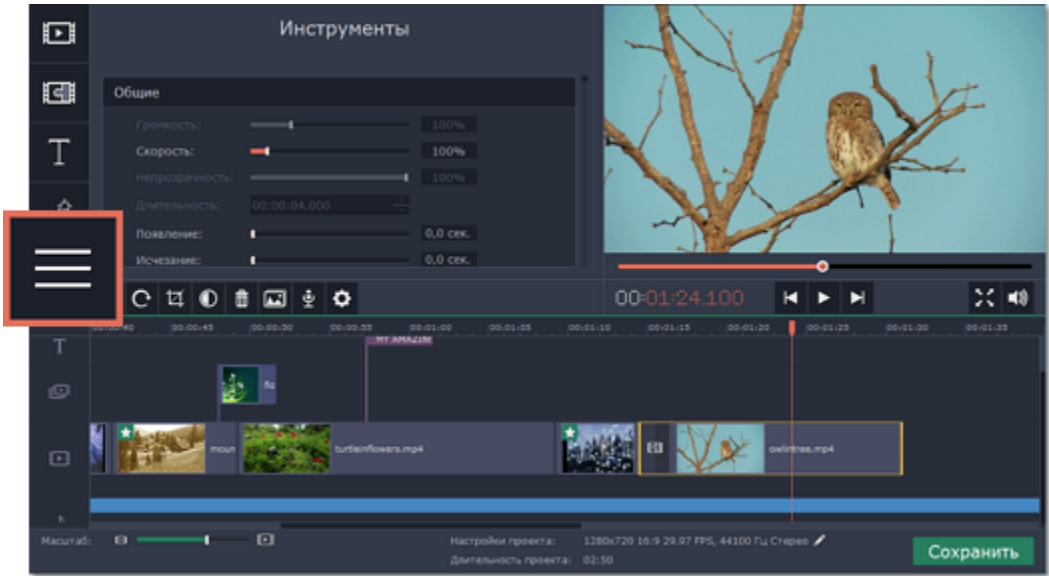 Инструменты
Общие
Громкость: 100%
Скорость: 100%
Непрозрачность: 100%
Длительность: 00:00:04.000
Появление: 0,0 сек.
Исчезание: 0,0 сек.
00:01:24.100
00:00:40 00:00:45 00:00:50 00:00:55 00:01:00 00:01:05 00:01:10 00:01:15 00:01:20 00:01:25 00:01:30 00:01:35
MY AMAZIN
flo
moun
turtleinflowers.mp4
owlintree.mp4
Масштаб:
Настройки проекта: 1280x720 16:9 29.97 FPS, 44100 Гц Стерео
Длительность проекта: 02:50
Сохранить